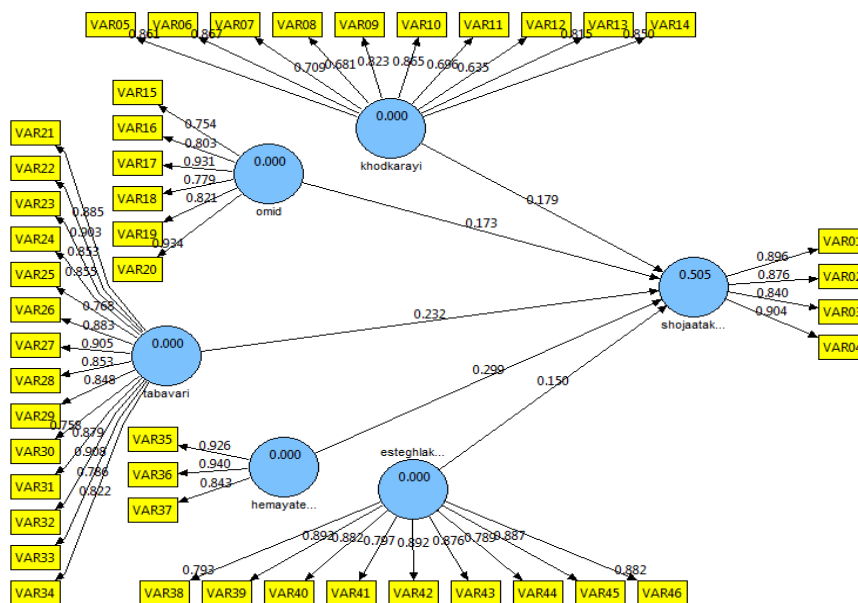 VAR05 VAR06 VAR07 VAR08 VAR09 VAR10 VAR11 VAR12 VAR13 VAR14
0.861 0.867 0.709 0.681 0.823 0.865 0.696 0.635 0.815 0.850
0.000
khodkarayi
VAR15
VAR16
VAR17
VAR18
VAR19
VAR20
0.754
0.803
0.931
0.779
0.821
0.934
0.000
omid
VAR21
VAR22
VAR23
VAR24
VAR25
VAR26
VAR27
VAR28
VAR29
VAR30
VAR31
VAR32
VAR33
VAR34
0.885
0.903
0.853
0.855
0.768
0.883
0.905
0.853
0.848
0.758
0.879
0.908
0.786
0.822
0.000
tabavari
0.179
0.173
0.232
0.299
0.150
0.505
shojaatak...
0.896
0.876
0.840
0.904
VAR01
VAR02
VAR03
VAR04
VAR35
VAR36
VAR37
0.926
0.940
0.843
0.000
hemayate...
esteghlak...
0.000
0.793 0.892 0.882 0.797 0.892 0.876 0.789 0.887 0.882
VAR38 VAR39 VAR40 VAR41 VAR42 VAR43 VAR44 VAR45 VAR46